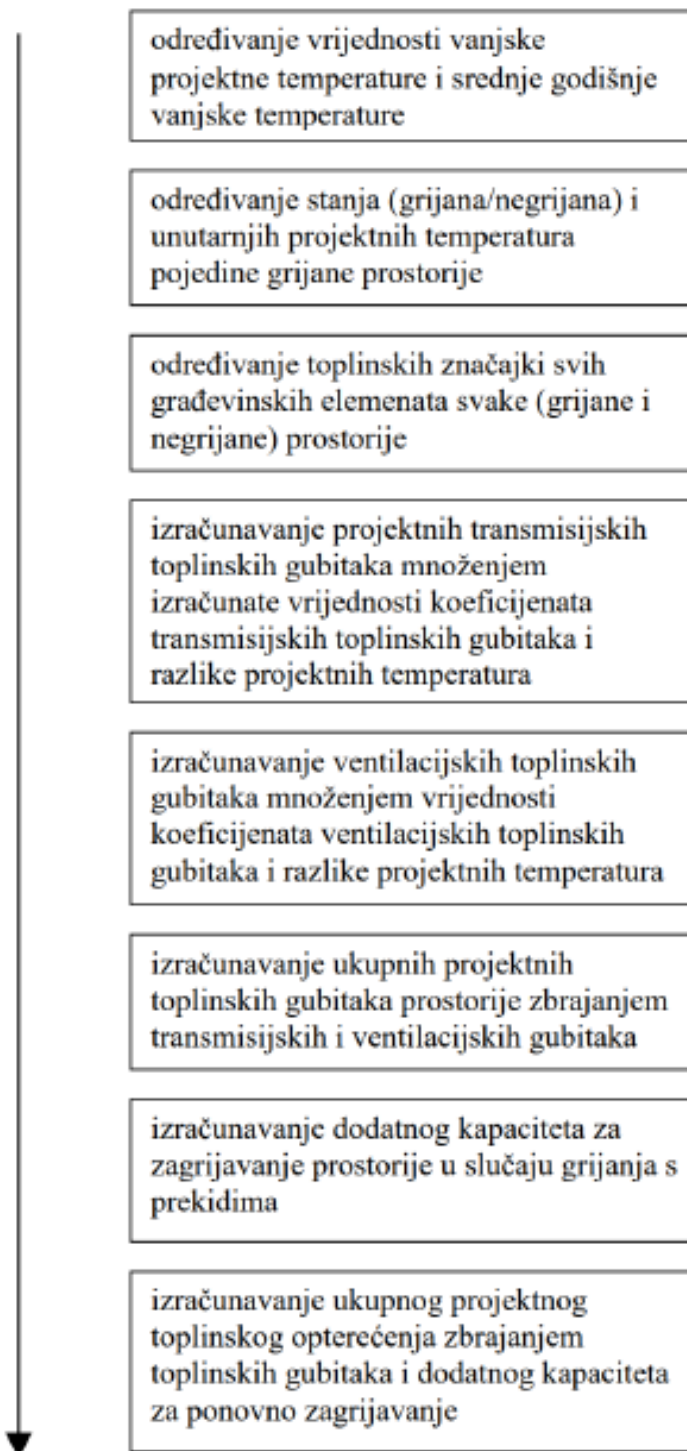 određivanje vrijednosti vanjske
projektne temperature i srednje godišnje
vanjske temperature
određivanje stanja (grijana/negrijana) i
unutarnjih projektnih temperatura
pojedine grijane prostorije
određivanje toplinskih značajki svih
građevinskih elemenata svake (grijane i
negrijane) prostorije
izračunavanje projektnih transmisijskih
toplinskih gubitaka množenjem
izračunate vrijednosti koeficijenata
transmisijskih toplinskih gubitaka i
razlike projektnih temperatura
izračunavanje ventilacijskih toplinskih
gubitaka množenjem vrijednosti
koeficijenata ventilacijskih toplinskih
gubitaka i razlike projektnih temperatura
izračunavanje ukupnih projektnih
toplinskih gubitaka prostorije zbrajanjem
transmisijskih i ventilacijskih gubitaka
izračunavanje dodatnog kapaciteta za
zagrijavanje prostorije u slučaju grijanja s
prekidima
izračunavanje ukupnog projektnog
toplinskog opterećenja zbrajanjem
toplinskih gubitaka i dodatnog kapaciteta
za ponovno zagrijavanje